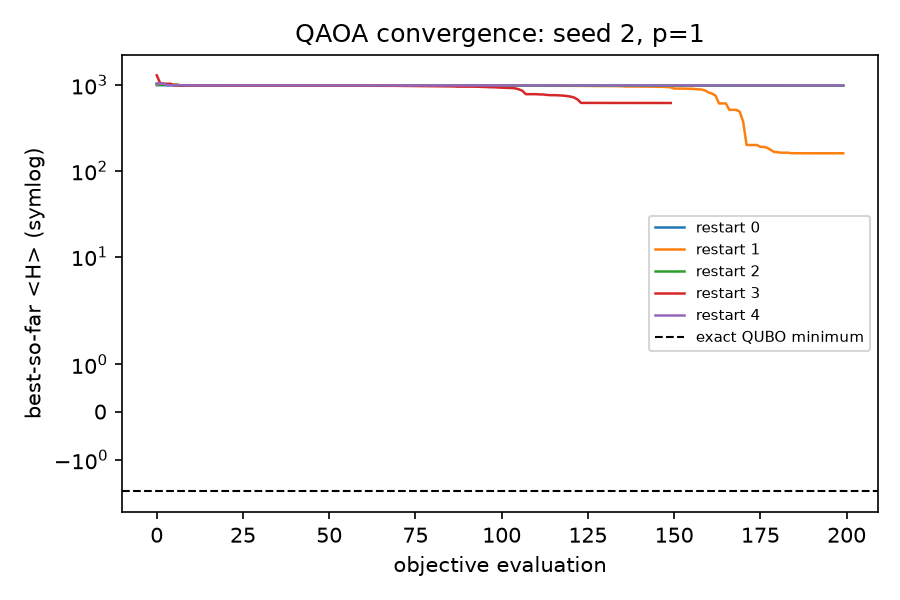 QAOA convergence: seed 2, p=1
best-so-far <H> (symlog)
10³
10²
10¹
10⁰
0
−10⁰
restart 0
restart 1
restart 2
restart 3
restart 4
exact QUBO minimum
0 25 50 75 100 125 150 175 200
objective evaluation